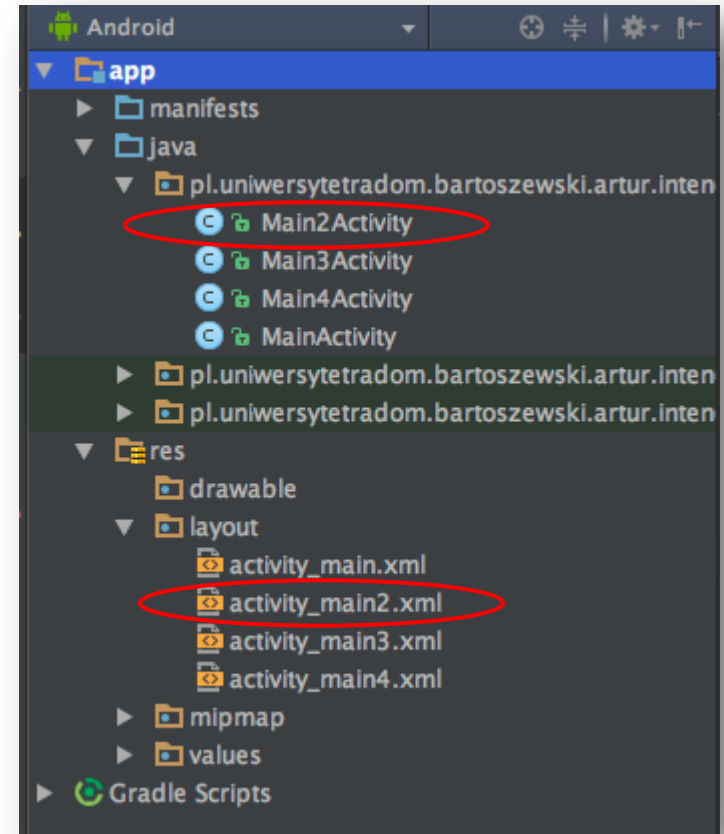 Android
app
manifests
java
pl.uniwersytetradom.bartoszewski.artur.inten
Main2Activity
Main3Activity
Main4Activity
MainActivity
pl.uniwersytetradom.bartoszewski.artur.inten
pl.uniwersytetradom.bartoszewski.artur.inten
res
drawable
layout
activity_main.xml
activity_main2.xml
activity_main3.xml
activity_main4.xml
mipmap
values
Gradle Scripts